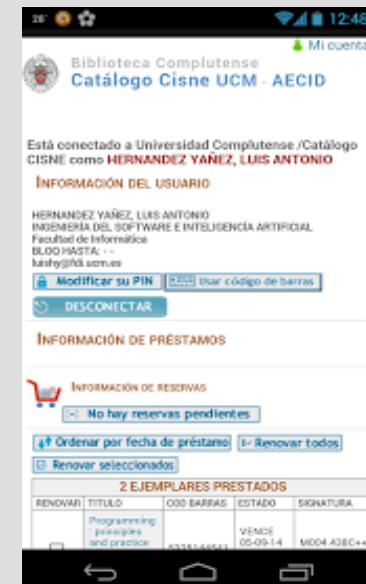 28° 12:48
Mi cuenta
Biblioteca Complutense
Catálogo Cisne UCM - AECID
Está conectado a Universidad Complutense /Catálogo
CISNE como HERNANDEZ YAÑEZ, LUIS ANTONIO
INFORMACIÓN DEL USUARIO
HERNANDEZ YAÑEZ, LUIS ANTONIO
INGENIERÍA DEL SOFTWARE E INTELIGENCÍA ARTIFICIAL
Facultad de Informática
BLOQ HASTA: - -
luishy@fdi.ucm.es
Modificar su PIN Usar código de barras
DESCONECTAR
INFORMACIÓN DE PRÉSTAMOS
INFORMACIÓN DE RESERVAS
No hay reservas pendientes
Ordenar por fecha de préstamo Renovar todos
Renovar seleccionados
2 EJEMPLARES PRESTADOS
RENOVAR TITULO COD BARRAS ESTADO SIGNATURA
Programming
: principles
and practice
VENCE
05-09-14